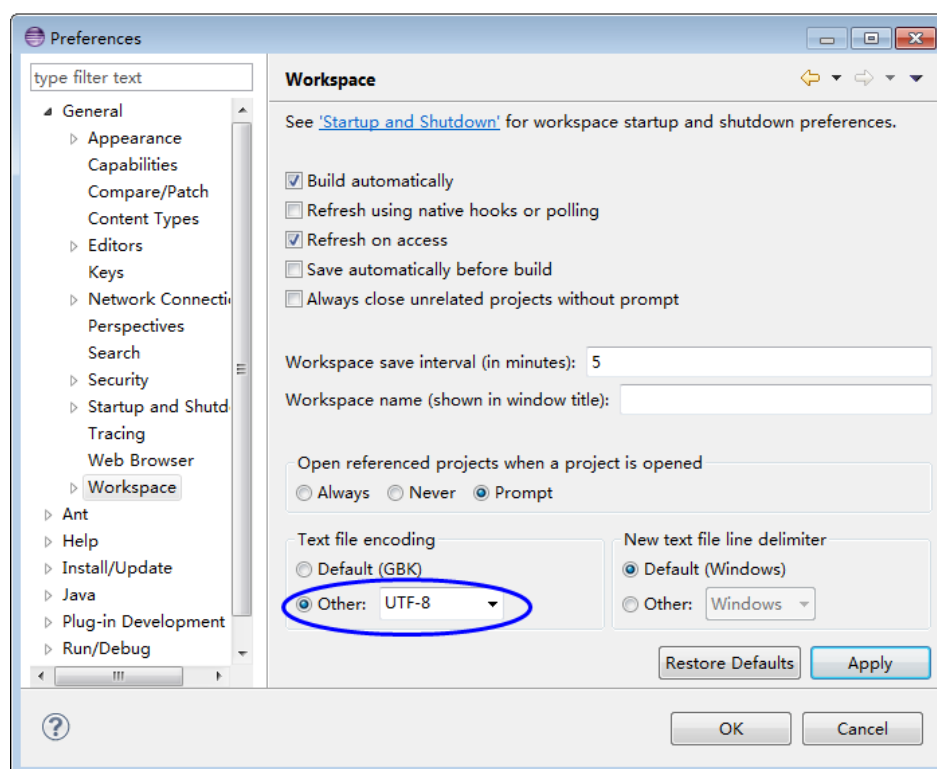 Preferences
type filter text
General
Appearance
Capabilities
Compare/Patch
Content Types
Editors
Keys
Network Connecti
Perspectives
Search
Security
Startup and Shutd
Tracing
Web Browser
Workspace
Ant
Help
Install/Update
Java
Plug-in Development
Run/Debug
Workspace
See 'Startup and Shutdown' for workspace startup and shutdown preferences.
Build automatically
Refresh using native hooks or polling
Refresh on access
Save automatically before build
Always close unrelated projects without prompt
Workspace save interval (in minutes): 5
Workspace name (shown in window title):
Open referenced projects when a project is opened
Always Never Prompt
Text file encoding
Default (GBK)
Other: UTF-8
New text file line delimiter
Default (Windows)
Other: Windows
Restore Defaults Apply
OK Cancel